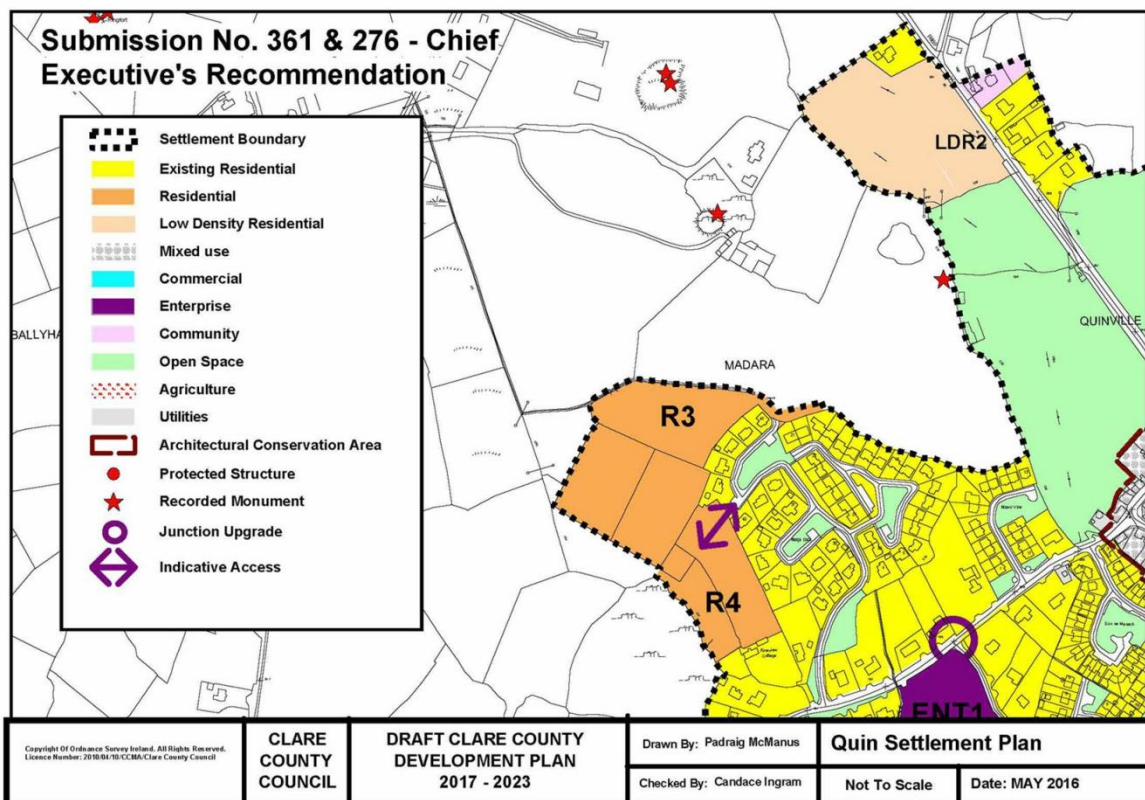 Submission No. 361 & 276 - Chief
Executive's Recommendation
Settlement Boundary
Existing Residential
Residential
Low Density Residential
Mixed use
Commercial
Enterprise
Community
Open Space
Agriculture
Utilities
Architectural Conservation Area
Protected Structure
Recorded Monument
Junction Upgrade
Indicative Access
LDR2
BALLYHA
QUINVILLE
MADARA
R3
R4
ENT1
Copyright Of Ordnance Survey Ireland. All Rights Reserved.
Licence Number: 2010/04/10/CCMA/Clare County Council
CLARE
COUNTY
COUNCIL
DRAFT CLARE COUNTY
DEVELOPMENT PLAN
2017 - 2023
Drawn By: Padraig McManus
Checked By: Candace Ingram
Quin Settlement Plan
Not To Scale
Date: MAY 2016